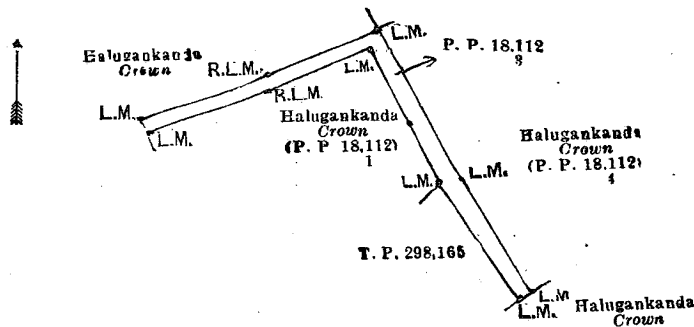 L.M.
P. P. 18,112
3
Halugankanda
Crown
R.L.M.
L.M.
R.L.M.
L.M.
L.M.
Halugankanda
Crown
(P. P 18,112)
1
Halugankanda
Crown
(P. P. 18,112)
4
L.M.
L.M.
T. P. 298,165
L.M
L.M.
Halugankanda
Crown